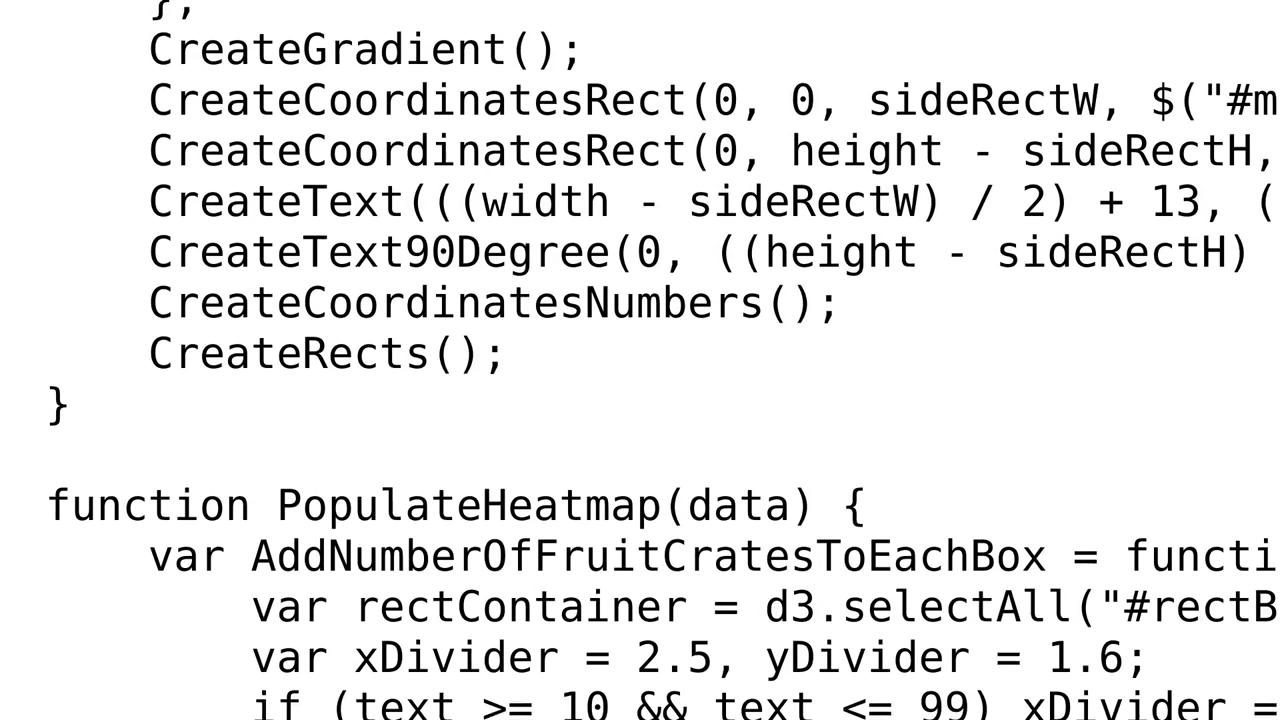 },
CreateGradient();
CreateCoordinatesRect(0, 0, sideRectW, $("#m
CreateCoordinatesRect(0, height - sideRectH,
CreateText(((width - sideRectW) / 2) + 13, (
CreateText90Degree(0, ((height - sideRectH)
CreateCoordinatesNumbers();
CreateRects();
}
function PopulateHeatmap(data) {
var AddNumberOfFruitCratesToEachBox = functi
var rectContainer = d3.selectAll("#rectB
var xDivider = 2.5, yDivider = 1.6;
if (text >= 10 && text <= 99) xDivider =